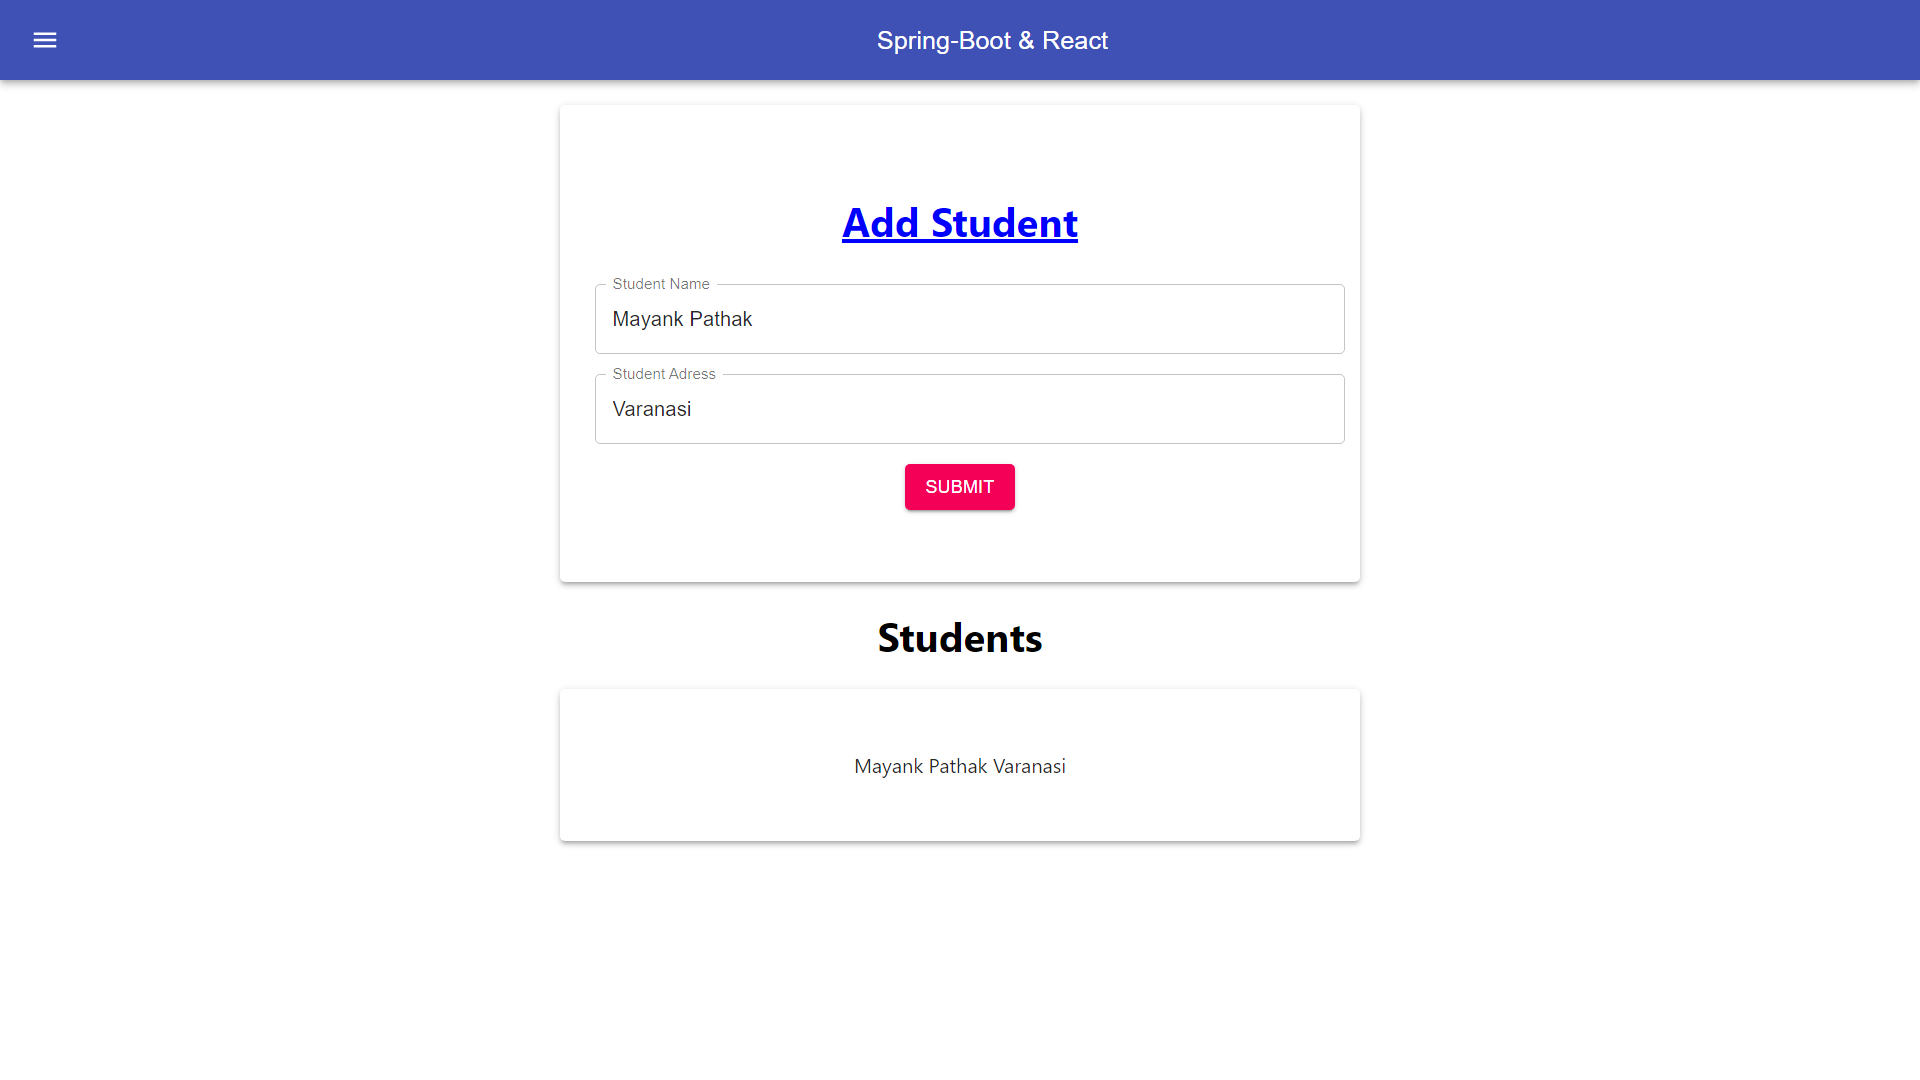 Spring-Boot & React
Add Student
Student Name
Mayank Pathak
Student Adress
Varanasi
SUBMIT
Students
Mayank Pathak Varanasi